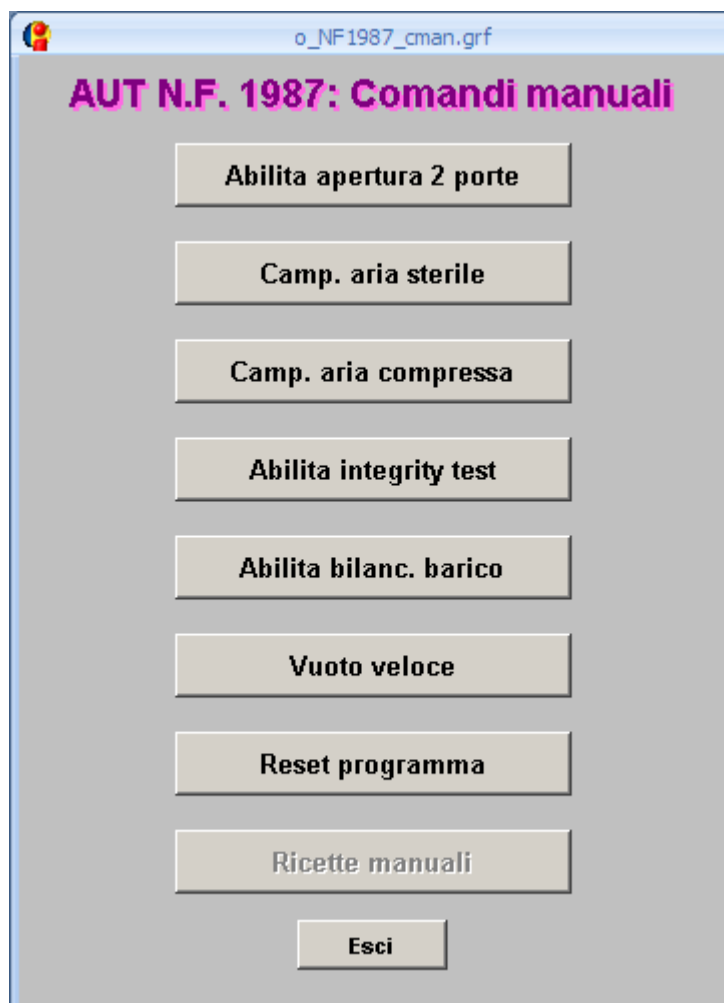 o_NF1987_cman.grf
AUT N.F. 1987: Comandi manuali
Abilita apertura 2 porte
Camp. aria sterile
Camp. aria compressa
Abilita integrity test
Abilita bilanc. barico
Vuoto veloce
Reset programma
Ricette manuali
Esci